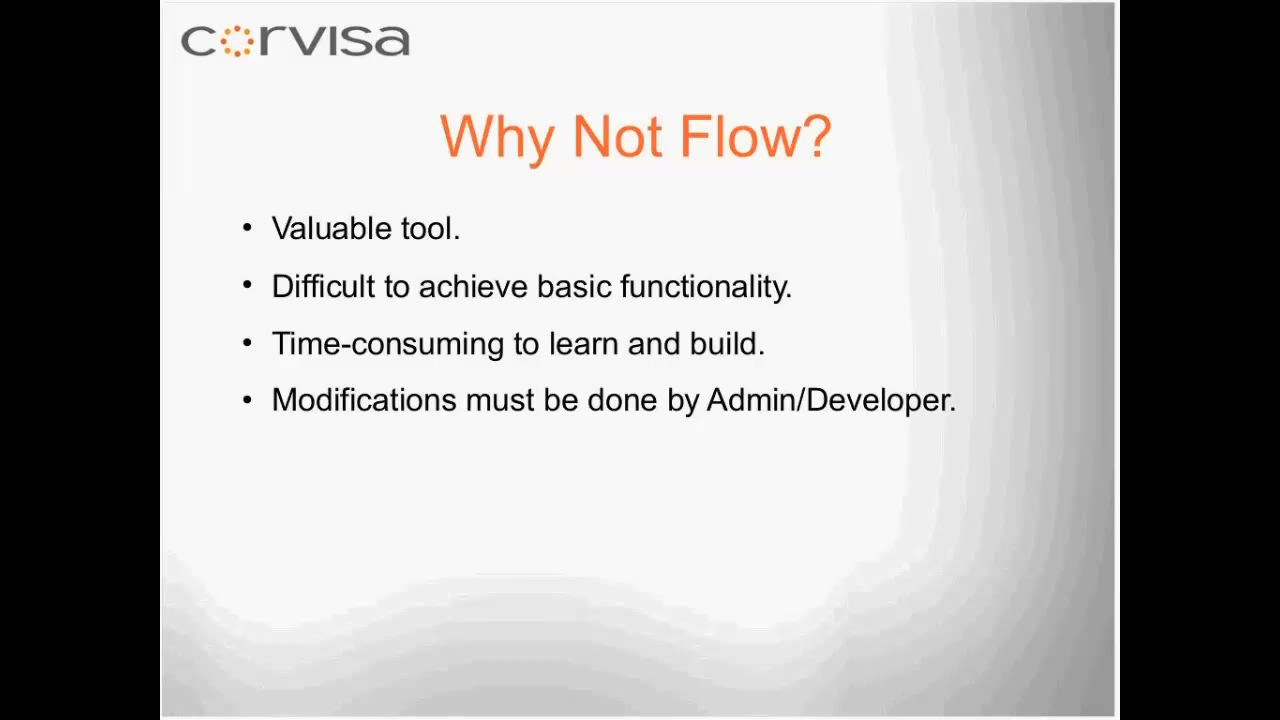 corvisa
Why Not Flow?
• Valuable tool.
• Difficult to achieve basic functionality.
• Time-consuming to learn and build.
• Modifications must be done by Admin/Developer.